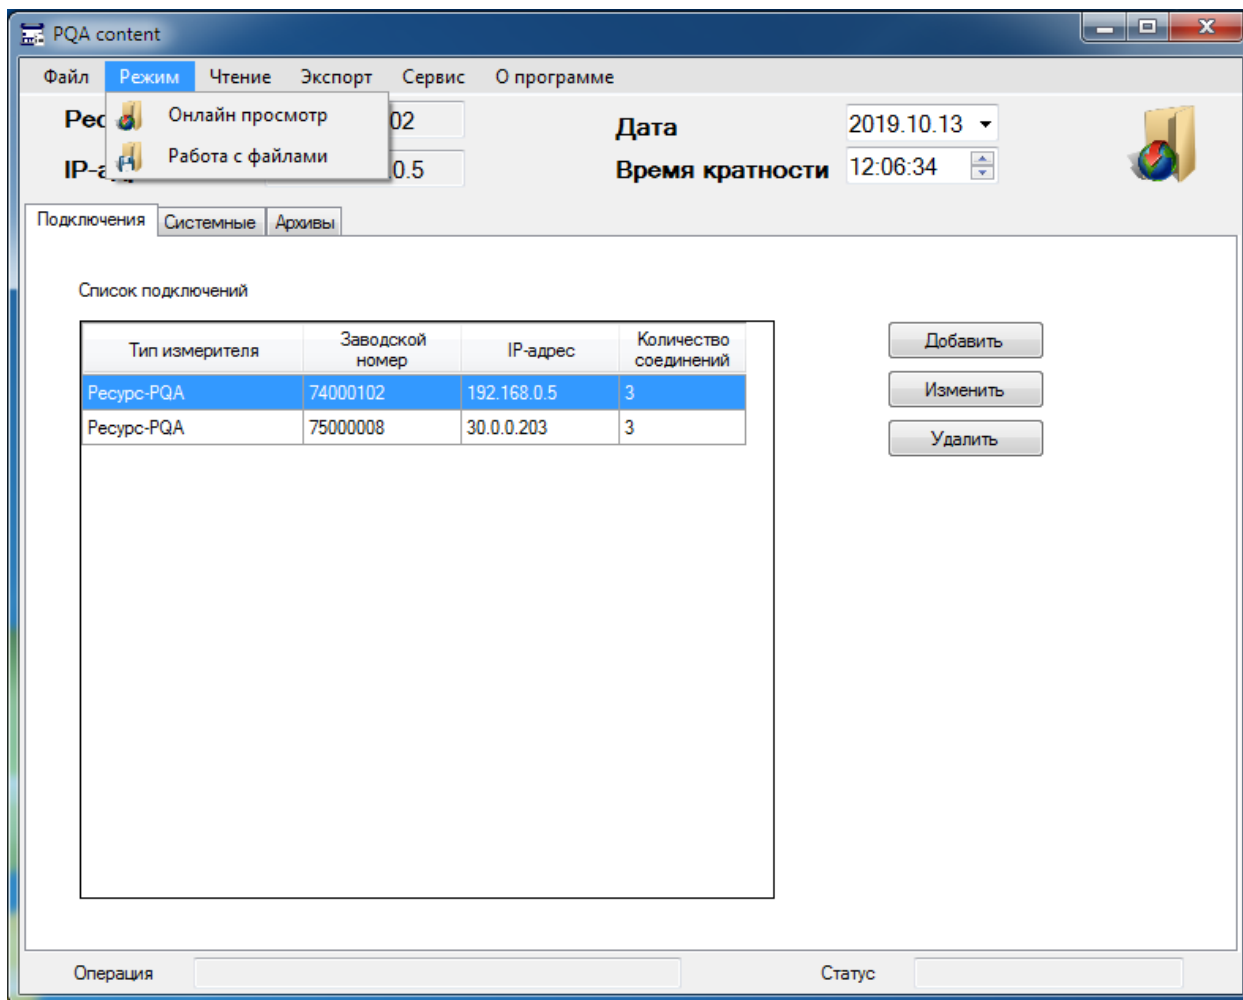 PQA content
Файл Режим Чтение Экспорт Сервис О программе
Онлайн просмотр
Работа с файлами
02
Дата 2019.10.13
0.5
Время кратности 12:06:34
Подключения Системные Архивы
Список подключений
Тип измерителя Заводской номер IP-адрес Количество соединений
Ресурс-PQA 74000102 192.168.0.5 3
Ресурс-PQA 75000008 30.0.0.203 3
Добавить
Изменить
Удалить
Операция Статус